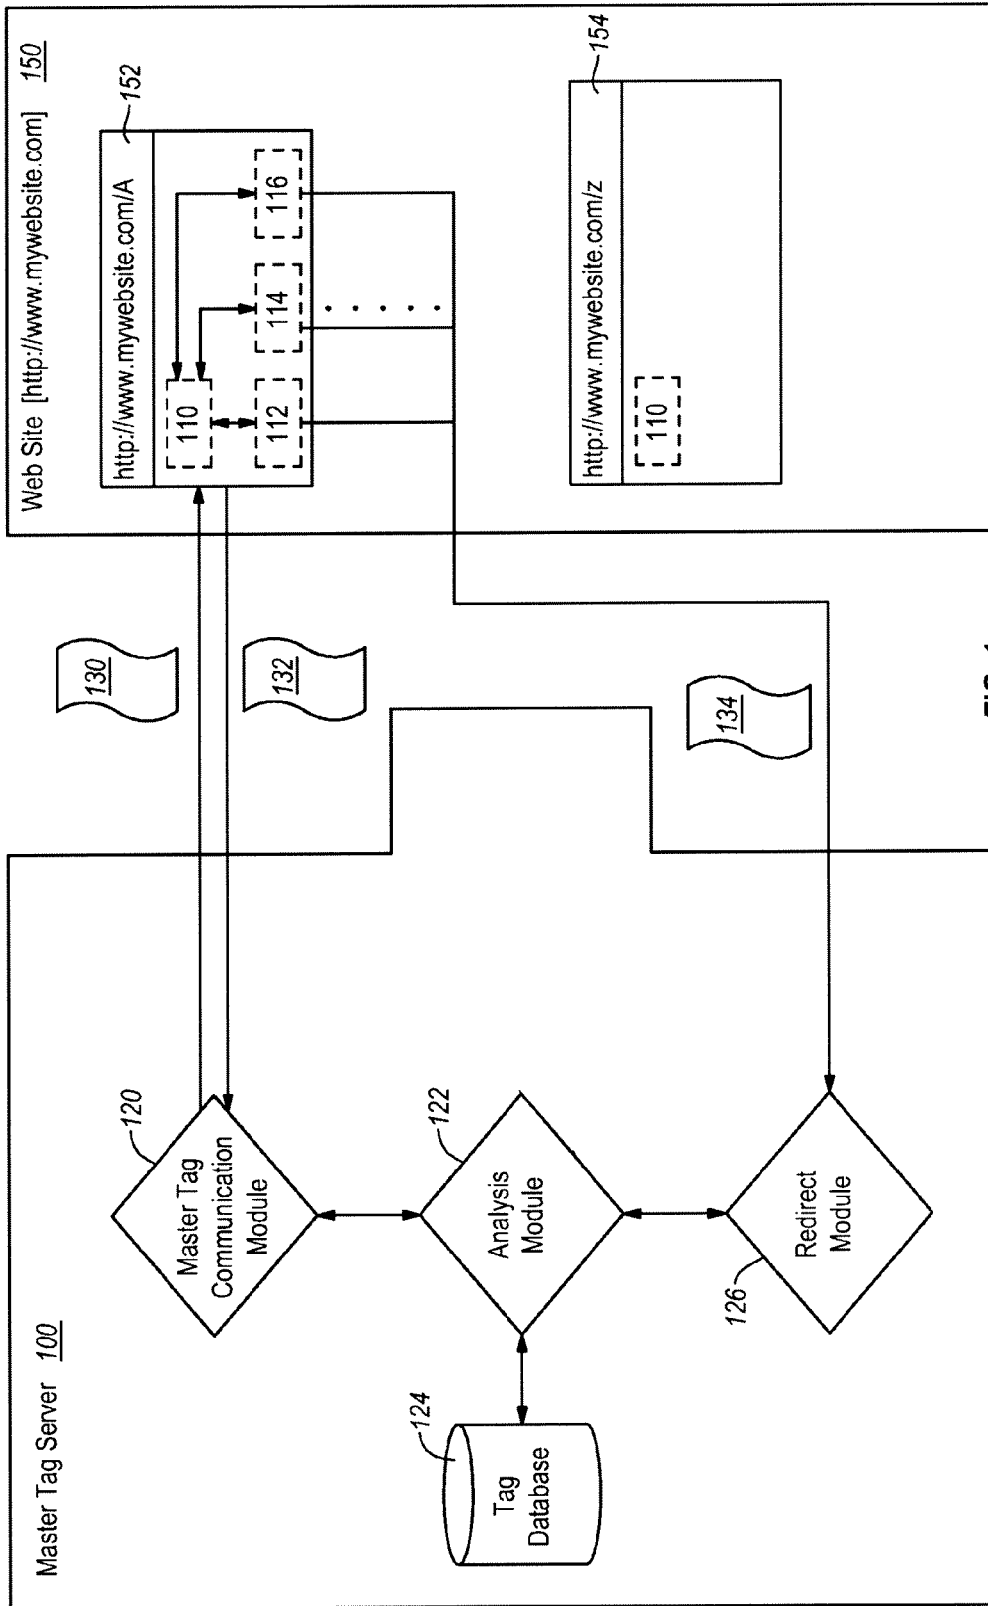 Master Tag Server 100
Master Tag
Communication
Module
120
Analysis
Module
122
Tag
Database
124
Redirect
Module
126
130
132
134
Web Site [http://www.mywebsite.com] 150
http://www.mywebsite.com/A
152
110
112
114
116
. . . . .
http://www.mywebsite.com/z
154
110